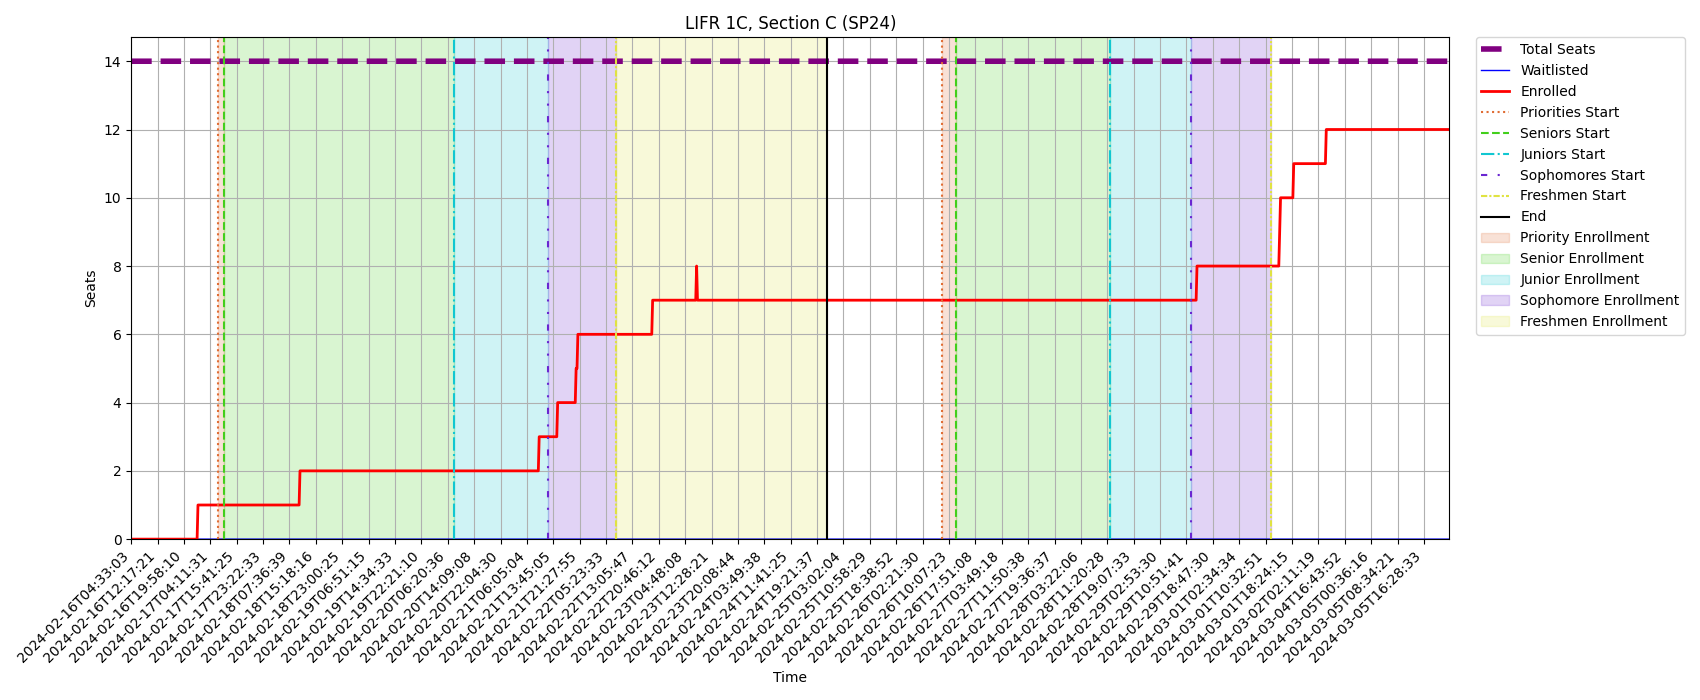 LIFR 1C, Section C (SP24)
Seats
14
12
10
8
6
4
2
0
2024-02-16T04:33:03
2024-02-16T12:17:21
2024-02-16T19:58:10
2024-02-17T04:11:31
2024-02-17T15:41:25
2024-02-17T23:22:33
2024-02-18T07:36:39
2024-02-18T15:18:16
2024-02-18T23:00:25
2024-02-19T06:51:15
2024-02-19T14:34:33
2024-02-19T22:21:10
2024-02-20T06:20:36
2024-02-20T14:09:08
2024-02-20T22:04:30
2024-02-21T06:05:04
2024-02-21T13:45:05
2024-02-21T21:27:55
2024-02-22T05:23:33
2024-02-22T13:05:47
2024-02-22T20:46:12
2024-02-23T04:48:08
2024-02-23T12:28:21
2024-02-23T20:08:44
2024-02-24T03:49:38
2024-02-24T11:41:25
2024-02-24T19:21:37
2024-02-25T03:02:04
2024-02-25T10:58:29
2024-02-25T18:38:52
2024-02-26T02:21:30
2024-02-26T10:07:23
2024-02-26T17:51:08
2024-02-27T03:49:18
2024-02-27T11:50:38
2024-02-27T19:36:37
2024-02-28T03:22:06
2024-02-28T11:20:28
2024-02-28T19:07:33
2024-02-29T02:53:30
2024-02-29T10:51:41
2024-02-29T18:47:30
2024-03-01T02:34:34
2024-03-01T10:32:51
2024-03-01T18:24:15
2024-03-02T02:11:19
2024-03-04T16:43:52
2024-03-05T00:36:16
2024-03-05T08:34:21
2024-03-05T16:28:33
Time
Total Seats
Waitlisted
Enrolled
Priorities Start
Seniors Start
Juniors Start
Sophomores Start
Freshmen Start
End
Priority Enrollment
Senior Enrollment
Junior Enrollment
Sophomore Enrollment
Freshmen Enrollment